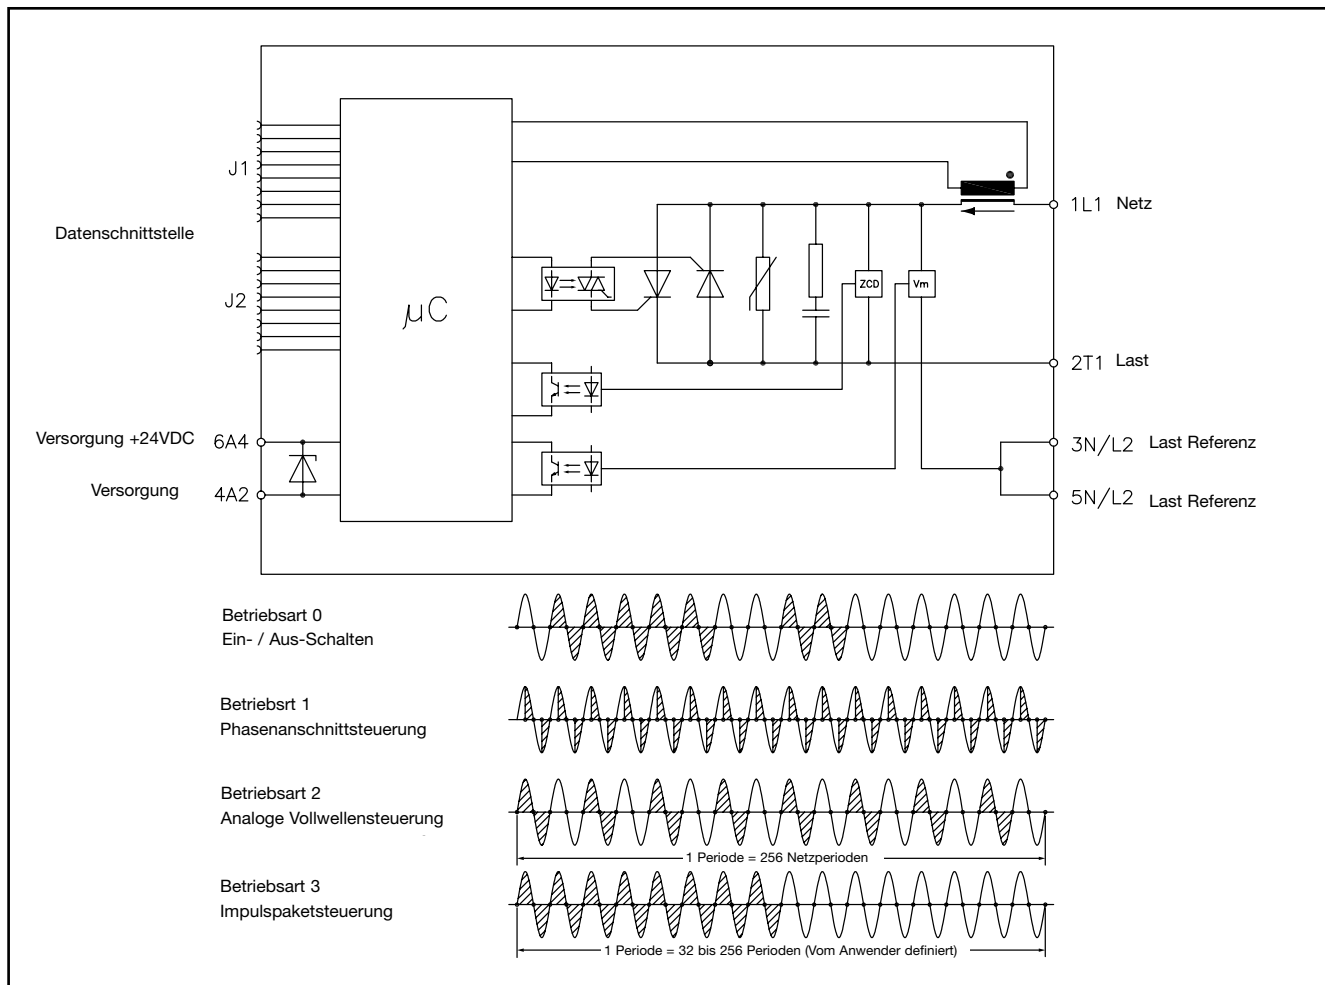 J1
1L1 Netz
Datenschnittstelle
J2
µC
ZCD
Vm
2T1 Last
Versorgung +24VDC 6A4
3N/L2 Last Referenz
Versorgung 4A2
5N/L2 Last Referenz
Betriebsart 0
Ein- / Aus-Schalten
Betriebsrt 1
Phasenanschnittsteuerung
Betriebsart 2
Analoge Vollwellensteuerung
1 Periode = 256 Netzperioden
Betriebsart 3
Impulspaketsteuerung
1 Periode = 32 bis 256 Perioden (Vom Anwender definiert)